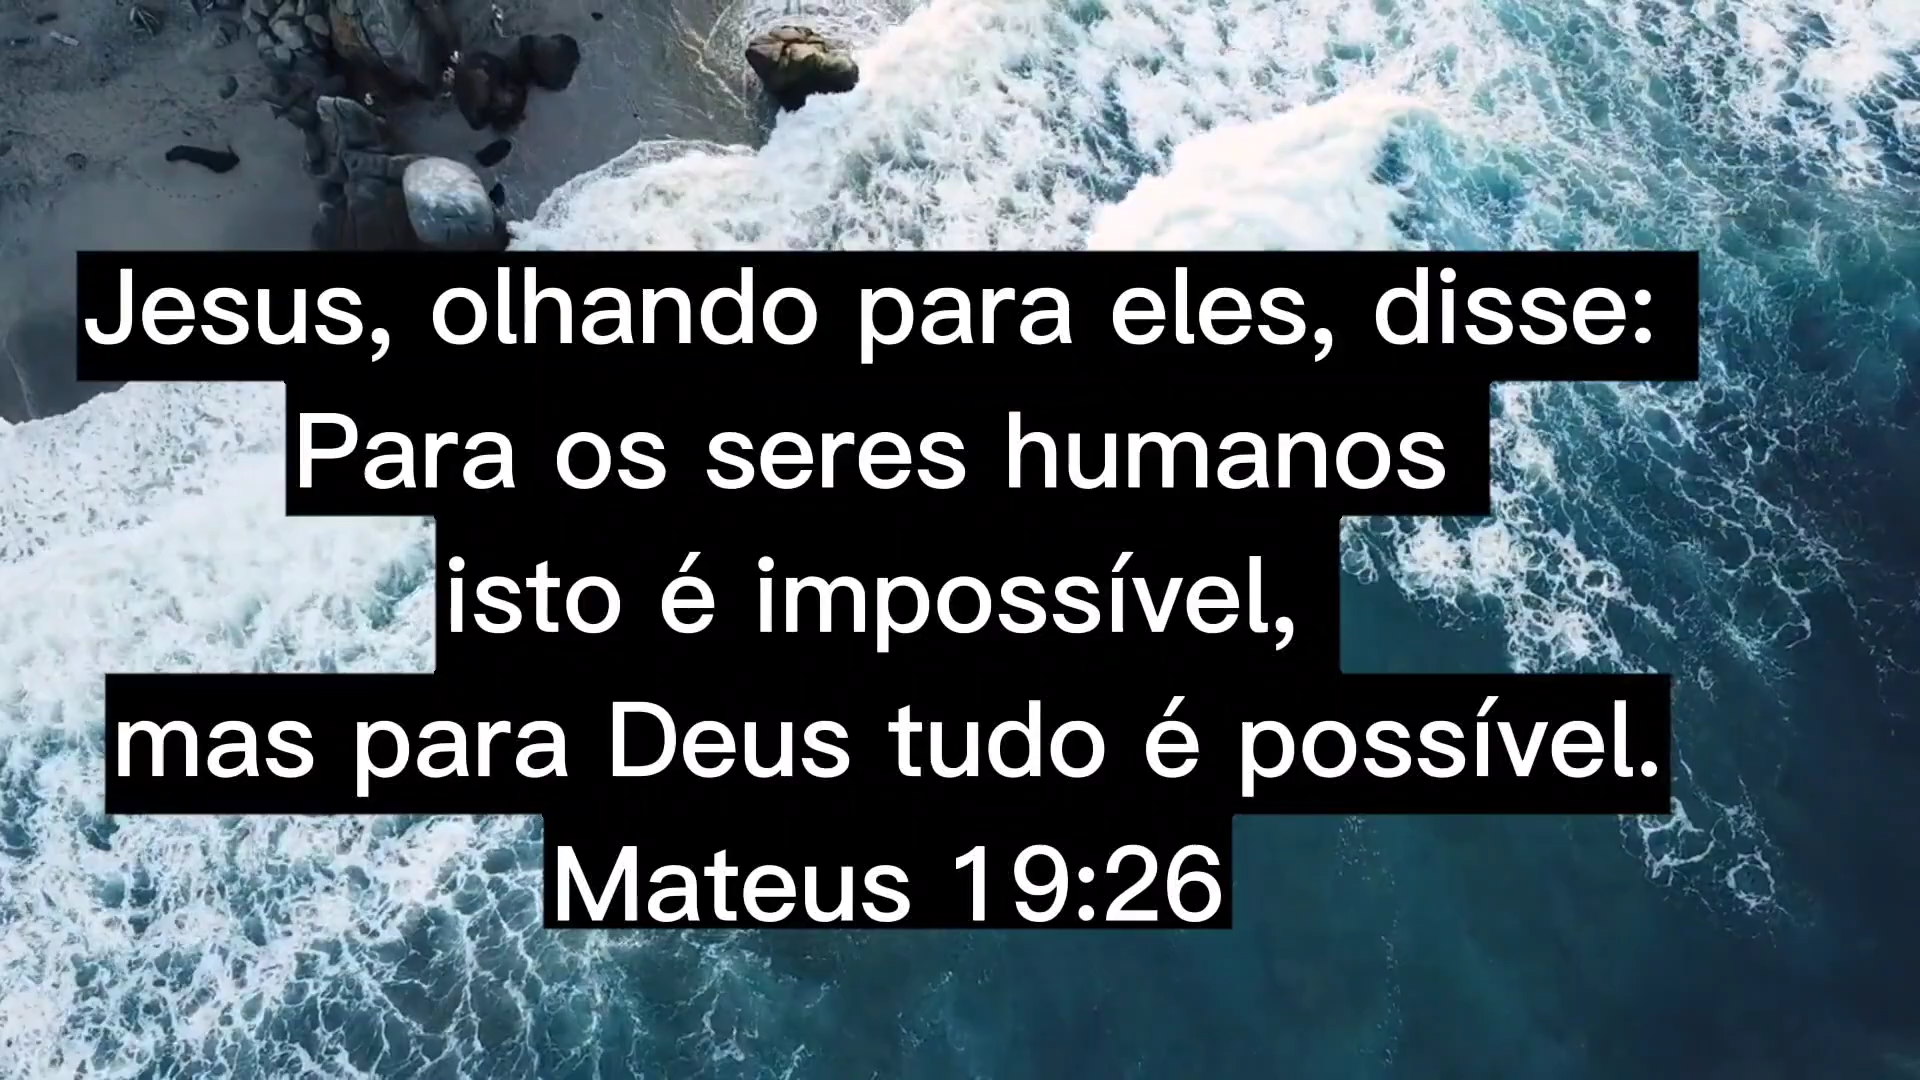 Jesus, olhando para eles, disse:
Para os seres humanos
isto é impossível,
mas para Deus tudo é possível.
Mateus 19:26